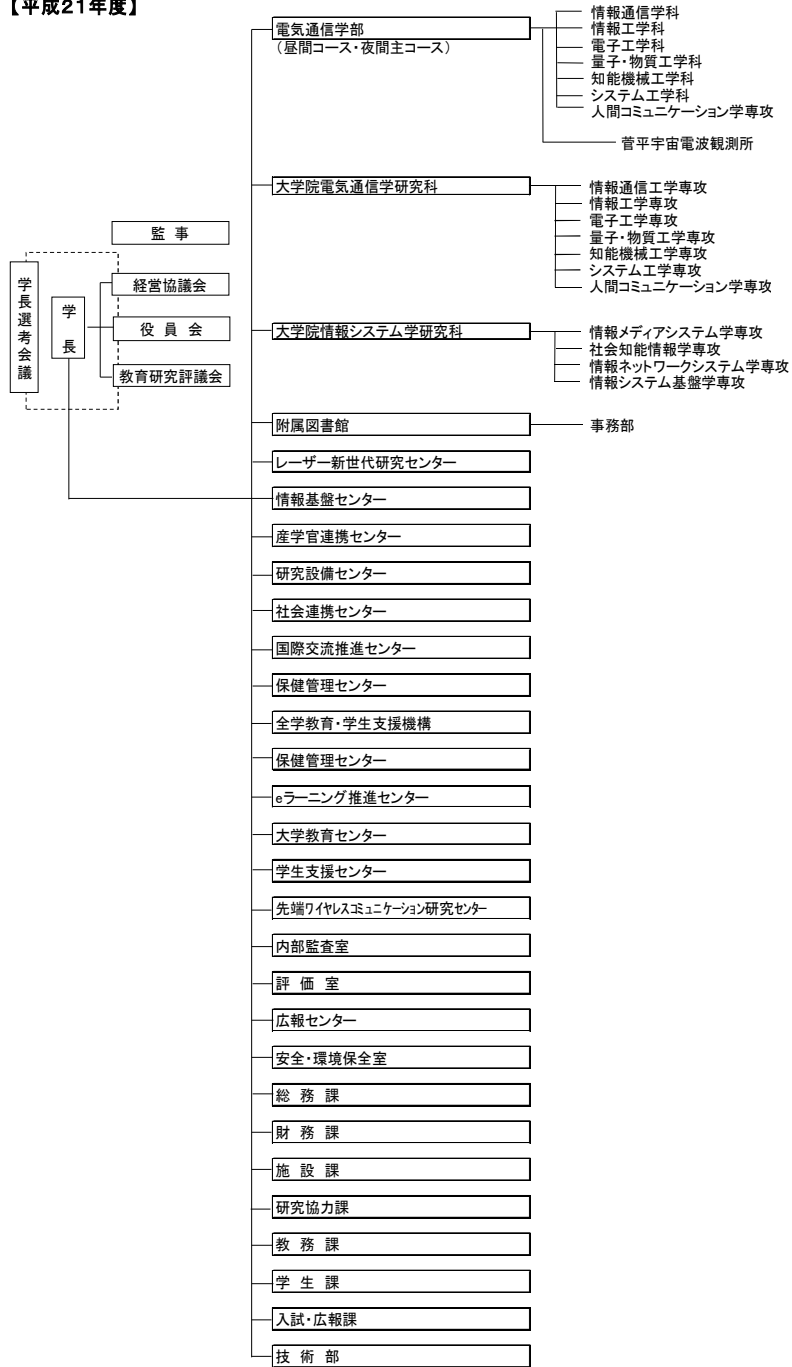 【平成21年度】
電気通信学部
（昼間コース・夜間主コース）
情報通信学科
情報工学科
電子工学科
量子・物質工学科
知能機械工学科
システム工学科
人間コミュニケーション学専攻
菅平宇宙電波観測所
大学院電気通信学研究科
情報通信工学専攻
情報工学専攻
電子工学専攻
量子・物質工学専攻
知能機械工学専攻
システム工学専攻
人間コミュニケーション学専攻
監 事
学長選考会議
学 長
経営協議会
役 員 会
教育研究評議会
大学院情報システム学研究科
情報メディアシステム学専攻
社会知能情報学専攻
情報ネットワークシステム学専攻
情報システム基盤学専攻
附属図書館
事務部
レーザー新世代研究センター
情報基盤センター
産学官連携センター
研究設備センター
社会連携センター
国際交流推進センター
保健管理センター
全学教育・学生支援機構
保健管理センター
eラーニング推進センター
大学教育センター
学生支援センター
先端ワイヤレスコミュニケーション研究センター
内部監査室
評 価 室
広報センター
安全・環境保全室
総 務 課
財 務 課
施 設 課
研究協力課
教 務 課
学 生 課
入試・広報課
技 術 部